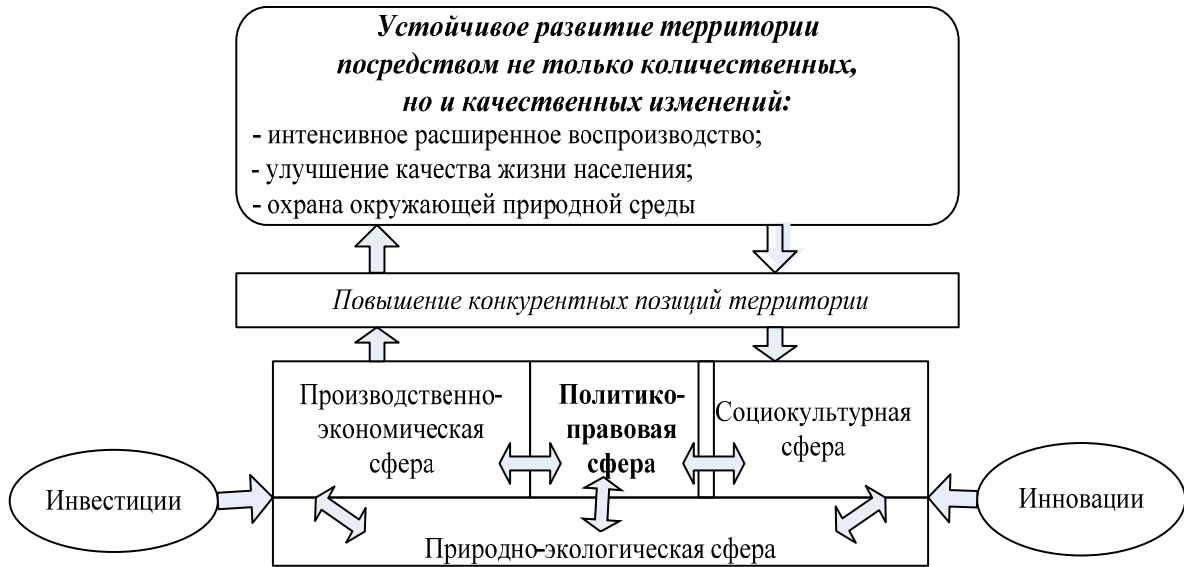 Устойчивое развитие территории
посредством не только количественных,
но и качественных изменений:
- интенсивное расширенное воспроизводство;
- улучшение качества жизни населения;
- охрана окружающей природной среды
Повышение конкурентных позиций территории
Производственно-
экономическая
сфера
Политико-
правовая
сфера
Социокультурная
сфера
Инвестиции
Инновации
Природно-экологическая сфера